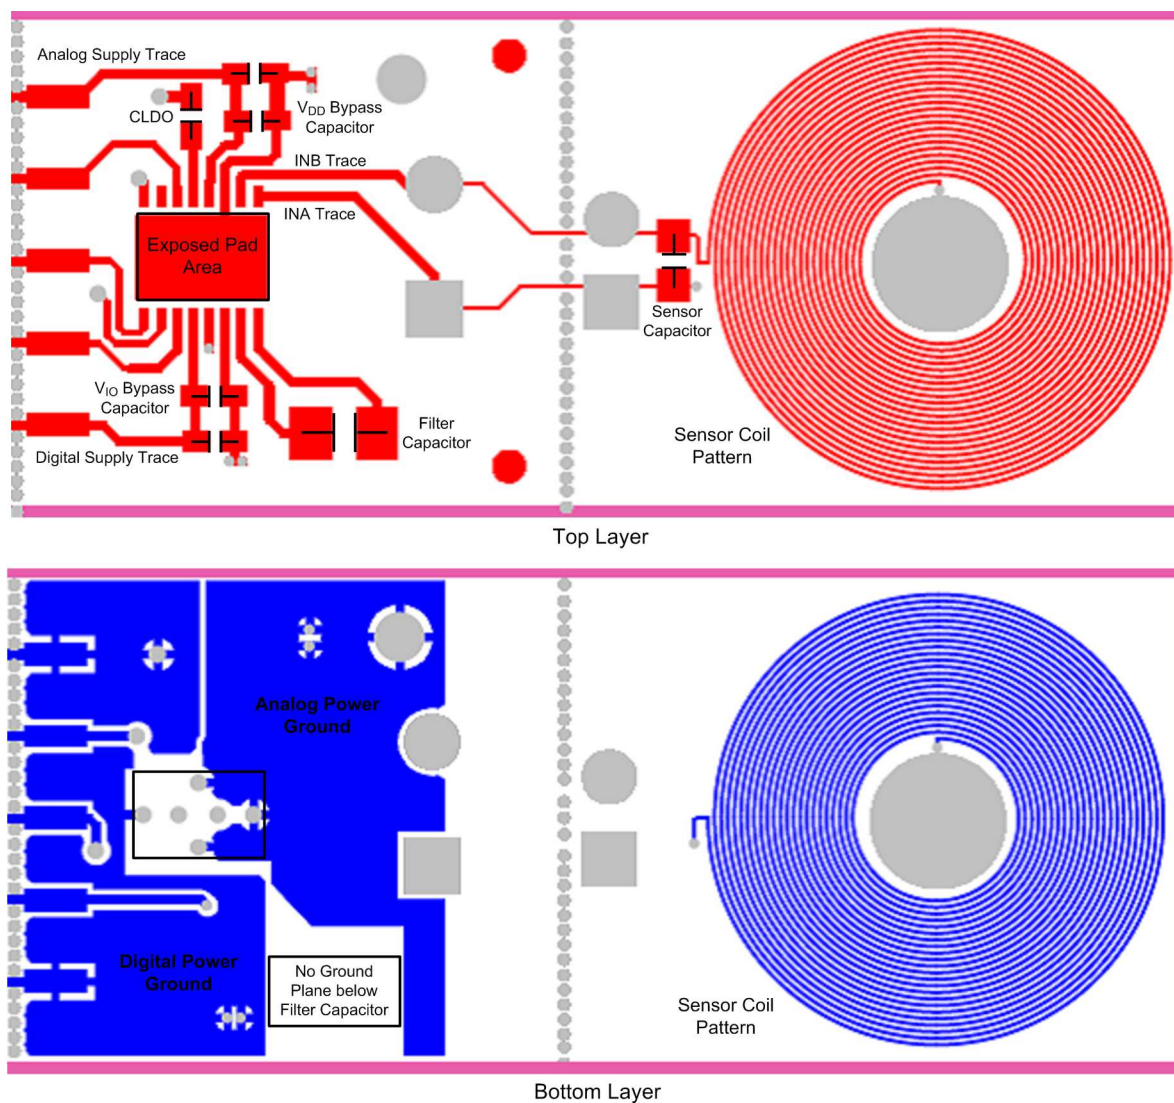 Analog Supply Trace
CLDO
V_DD Bypass
Capacitor
INB Trace
INA Trace
Exposed Pad
Area
Sensor
Capacitor
V_IO Bypass
Capacitor
Filter
Capacitor
Digital Supply Trace
Sensor Coil
Pattern
Top Layer
Analog Power
Ground
Digital Power
Ground
No Ground
Plane below
Filter Capacitor
Sensor Coil
Pattern
Bottom Layer